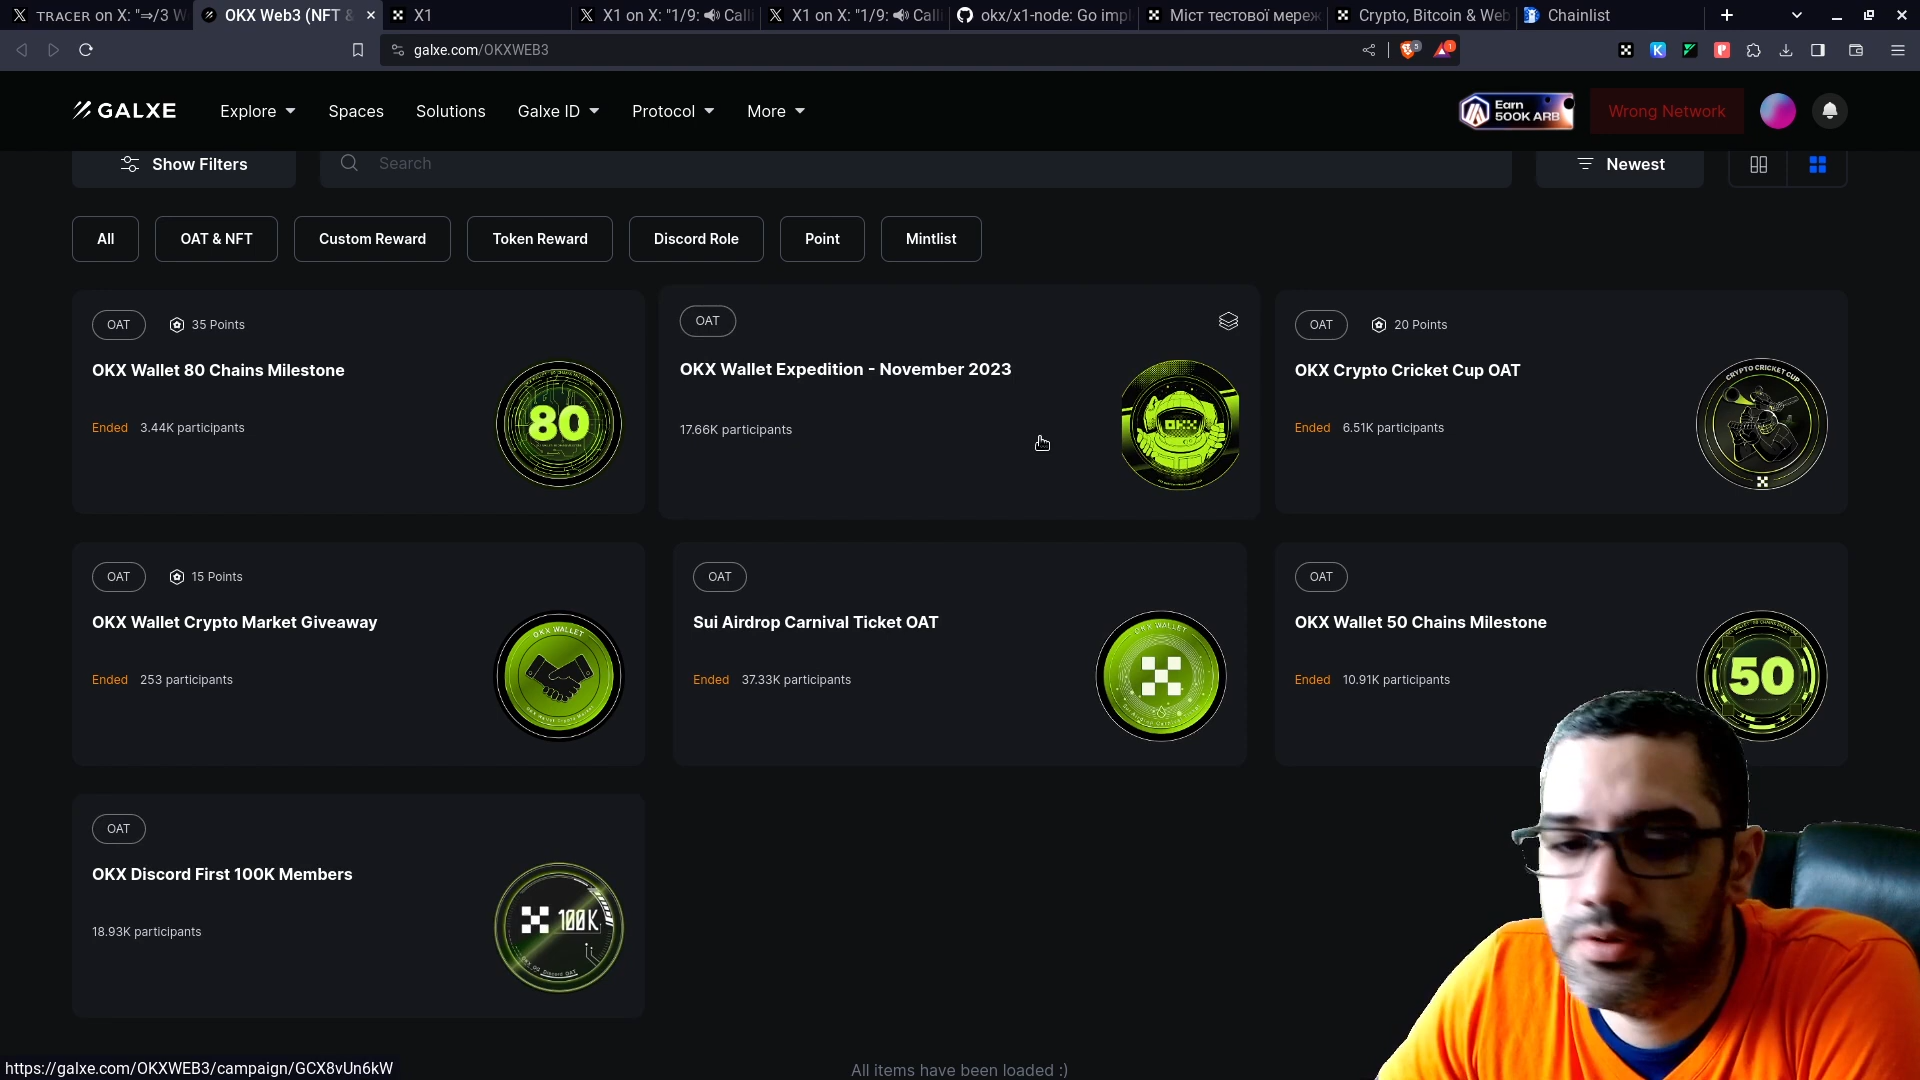 TRACER on X: "⇒/3 W
OKX Web3 (NFT &
X1
X1 on X: "1/9: 🔊 Calli
X1 on X: "1/9: 🔊 Calli
okx/x1-node: Go impl
Міст тестової мереж
Crypto, Bitcoin & Web
Chainlist
galxe.com/OKXWEB3
5
1
GALXE
Explore
Spaces
Solutions
Galxe ID
Protocol
More
Earn
500K ARB
Wrong Network
Show Filters
Search
Newest
All
OAT & NFT
Custom Reward
Token Reward
Discord Role
Point
Mintlist
OAT
35 Points
OKX Wallet 80 Chains Milestone
Ended 3.44K participants
80
OAT
OKX Wallet Expedition - November 2023
17.66K participants
OKX
OAT
20 Points
OKX Crypto Cricket Cup OAT
Ended 6.51K participants
CRYPTO CRICKET CUP
OAT
15 Points
OKX Wallet Crypto Market Giveaway
Ended 253 participants
OKX WALLET
OKX Wallet Crypto Market
OAT
Sui Airdrop Carnival Ticket OAT
Ended 37.33K participants
OKX WALLET
OAT
OKX Wallet 50 Chains Milestone
Ended 10.91K participants
50
OAT
OKX Discord First 100K Members
18.93K participants
100K
https://galxe.com/OKXWEB3/campaign/GCX8vUn6kW
All items have been loaded :)